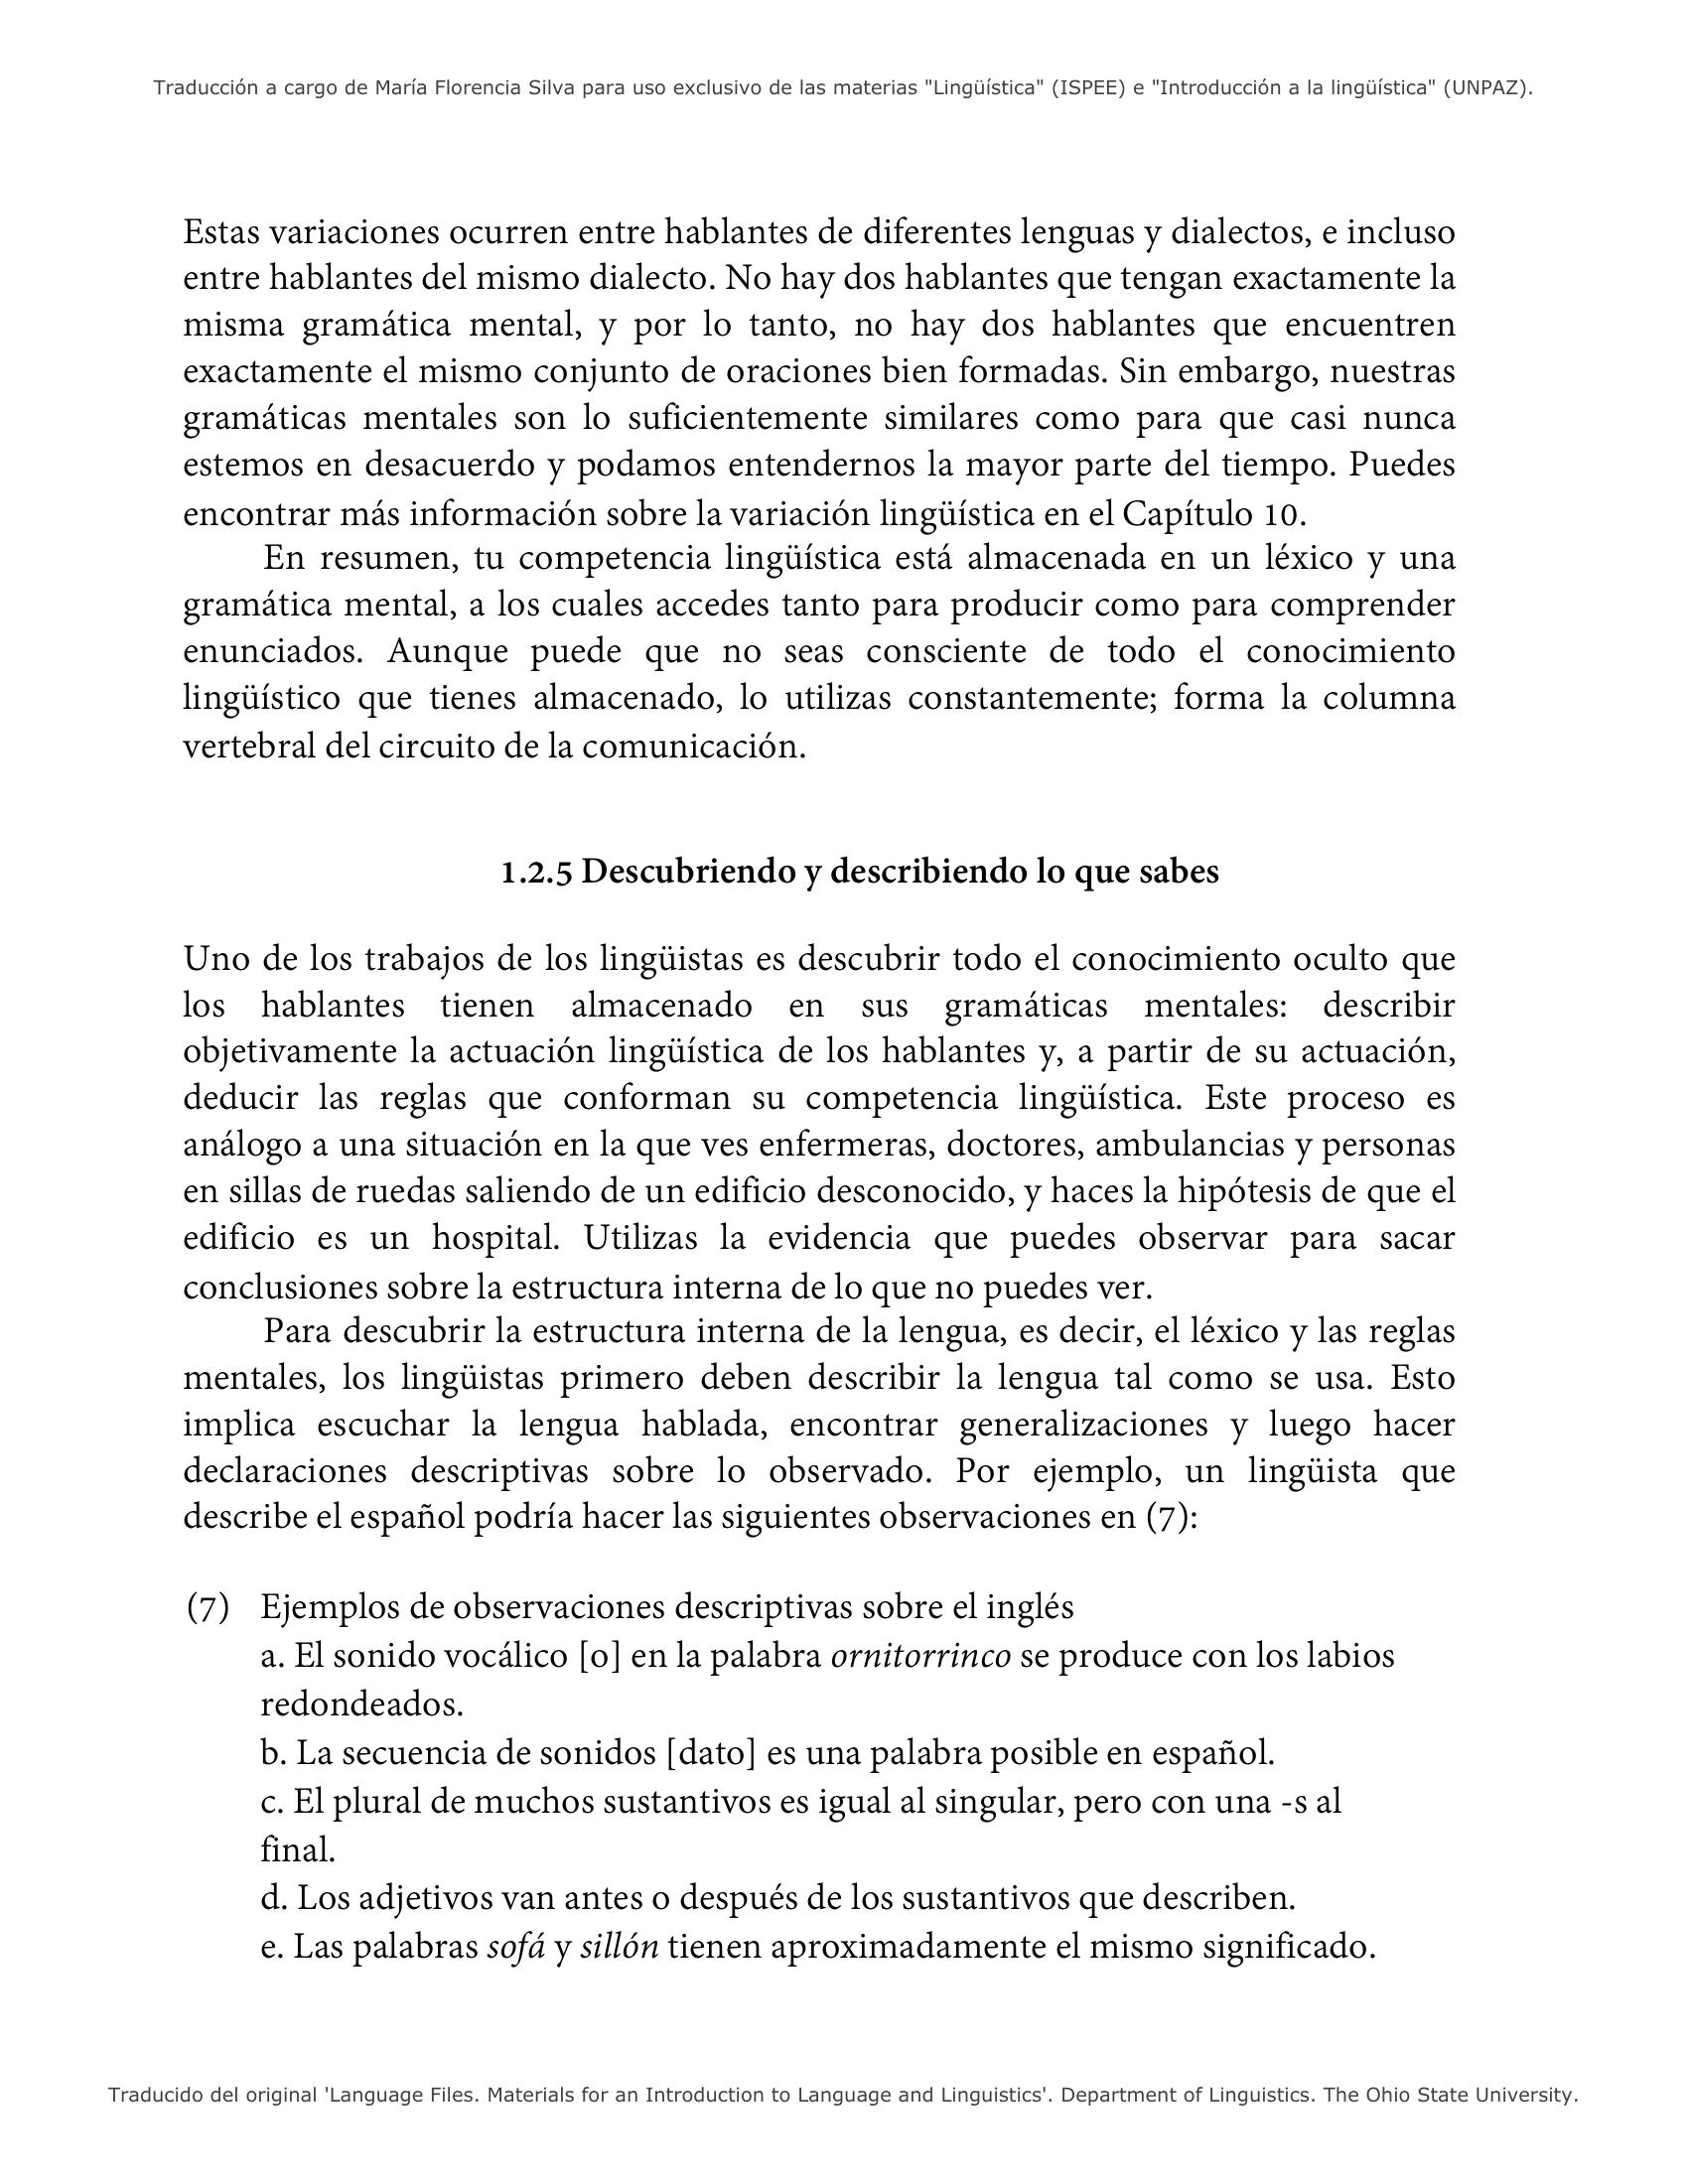 Traducción a cargo de María Florencia Silva para uso exclusivo de las materias "Lingüística" (ISPEE) e "Introducción a la lingüística" (UNPAZ).
Estas variaciones ocurren entre hablantes de diferentes lenguas y dialectos, e incluso
entre hablantes del mismo dialecto. No hay dos hablantes que tengan exactamente la
misma gramática mental, y por lo tanto, no hay dos hablantes que encuentren
exactamente el mismo conjunto de oraciones bien formadas. Sin embargo, nuestras
gramáticas mentales son lo suficientemente similares como para que casi nunca
estemos en desacuerdo y podamos entendernos la mayor parte del tiempo. Puedes
encontrar más información sobre la variación lingüística en el Capítulo 10.
En resumen, tu competencia lingüística está almacenada en un léxico y una
gramática mental, a los cuales accedes tanto para producir como para comprender
enunciados. Aunque puede que no seas consciente de todo el conocimiento
lingüístico que tienes almacenado, lo utilizas constantemente; forma la columna
vertebral del circuito de la comunicación.
1.2.5 Descubriendo y describiendo lo que sabes
Uno de los trabajos de los lingüistas es descubrir todo el conocimiento oculto que
los hablantes tienen almacenado en sus gramáticas mentales: describir
objetivamente la actuación lingüística de los hablantes y, a partir de su actuación,
deducir las reglas que conforman su competencia lingüística. Este proceso es
análogo a una situación en la que ves enfermeras, doctores, ambulancias y personas
en sillas de ruedas saliendo de un edificio desconocido, y haces la hipótesis de que el
edificio es un hospital. Utilizas la evidencia que puedes observar para sacar
conclusiones sobre la estructura interna de lo que no puedes ver.
Para descubrir la estructura interna de la lengua, es decir, el léxico y las reglas
mentales, los lingüistas primero deben describir la lengua tal como se usa. Esto
implica escuchar la lengua hablada, encontrar generalizaciones y luego hacer
declaraciones descriptivas sobre lo observado. Por ejemplo, un lingüista que
describe el español podría hacer las siguientes observaciones en (7):
(7) Ejemplos de observaciones descriptivas sobre el inglés
a. El sonido vocálico [o] en la palabra ornitorrinco se produce con los labios
redondeados.
b. La secuencia de sonidos [dato] es una palabra posible en español.
c. El plural de muchos sustantivos es igual al singular, pero con una -s al
final.
d. Los adjetivos van antes o después de los sustantivos que describen.
e. Las palabras sofá y sillón tienen aproximadamente el mismo significado.
Traducido del original 'Language Files. Materials for an Introduction to Language and Linguistics'. Department of Linguistics. The Ohio State University.